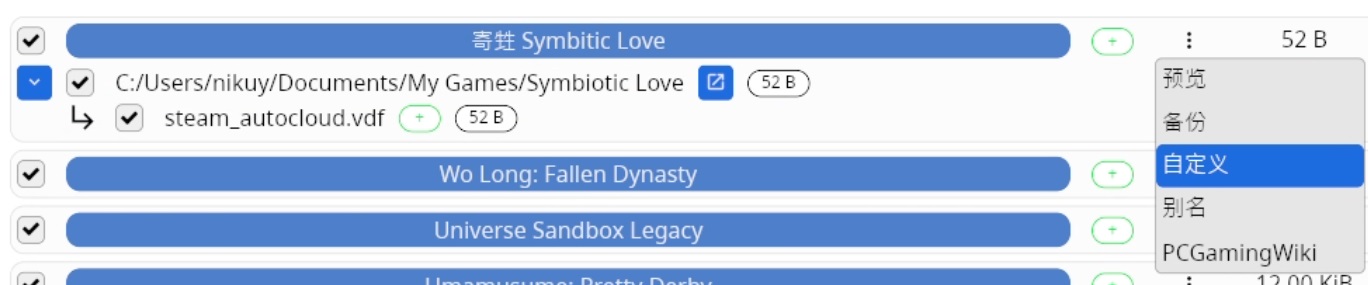 寄甡 Symbitic Love + 52 B
C:/Users/nikuy/Documents/My Games/Symbiotic Love 52 B
steam_autocloud.vdf + 52 B
预览
备份
自定义
别名
PCGamingWiki
Wo Long: Fallen Dynasty +
Universe Sandbox Legacy +
Umamusume: Pretty Derby + 12.00 KiB